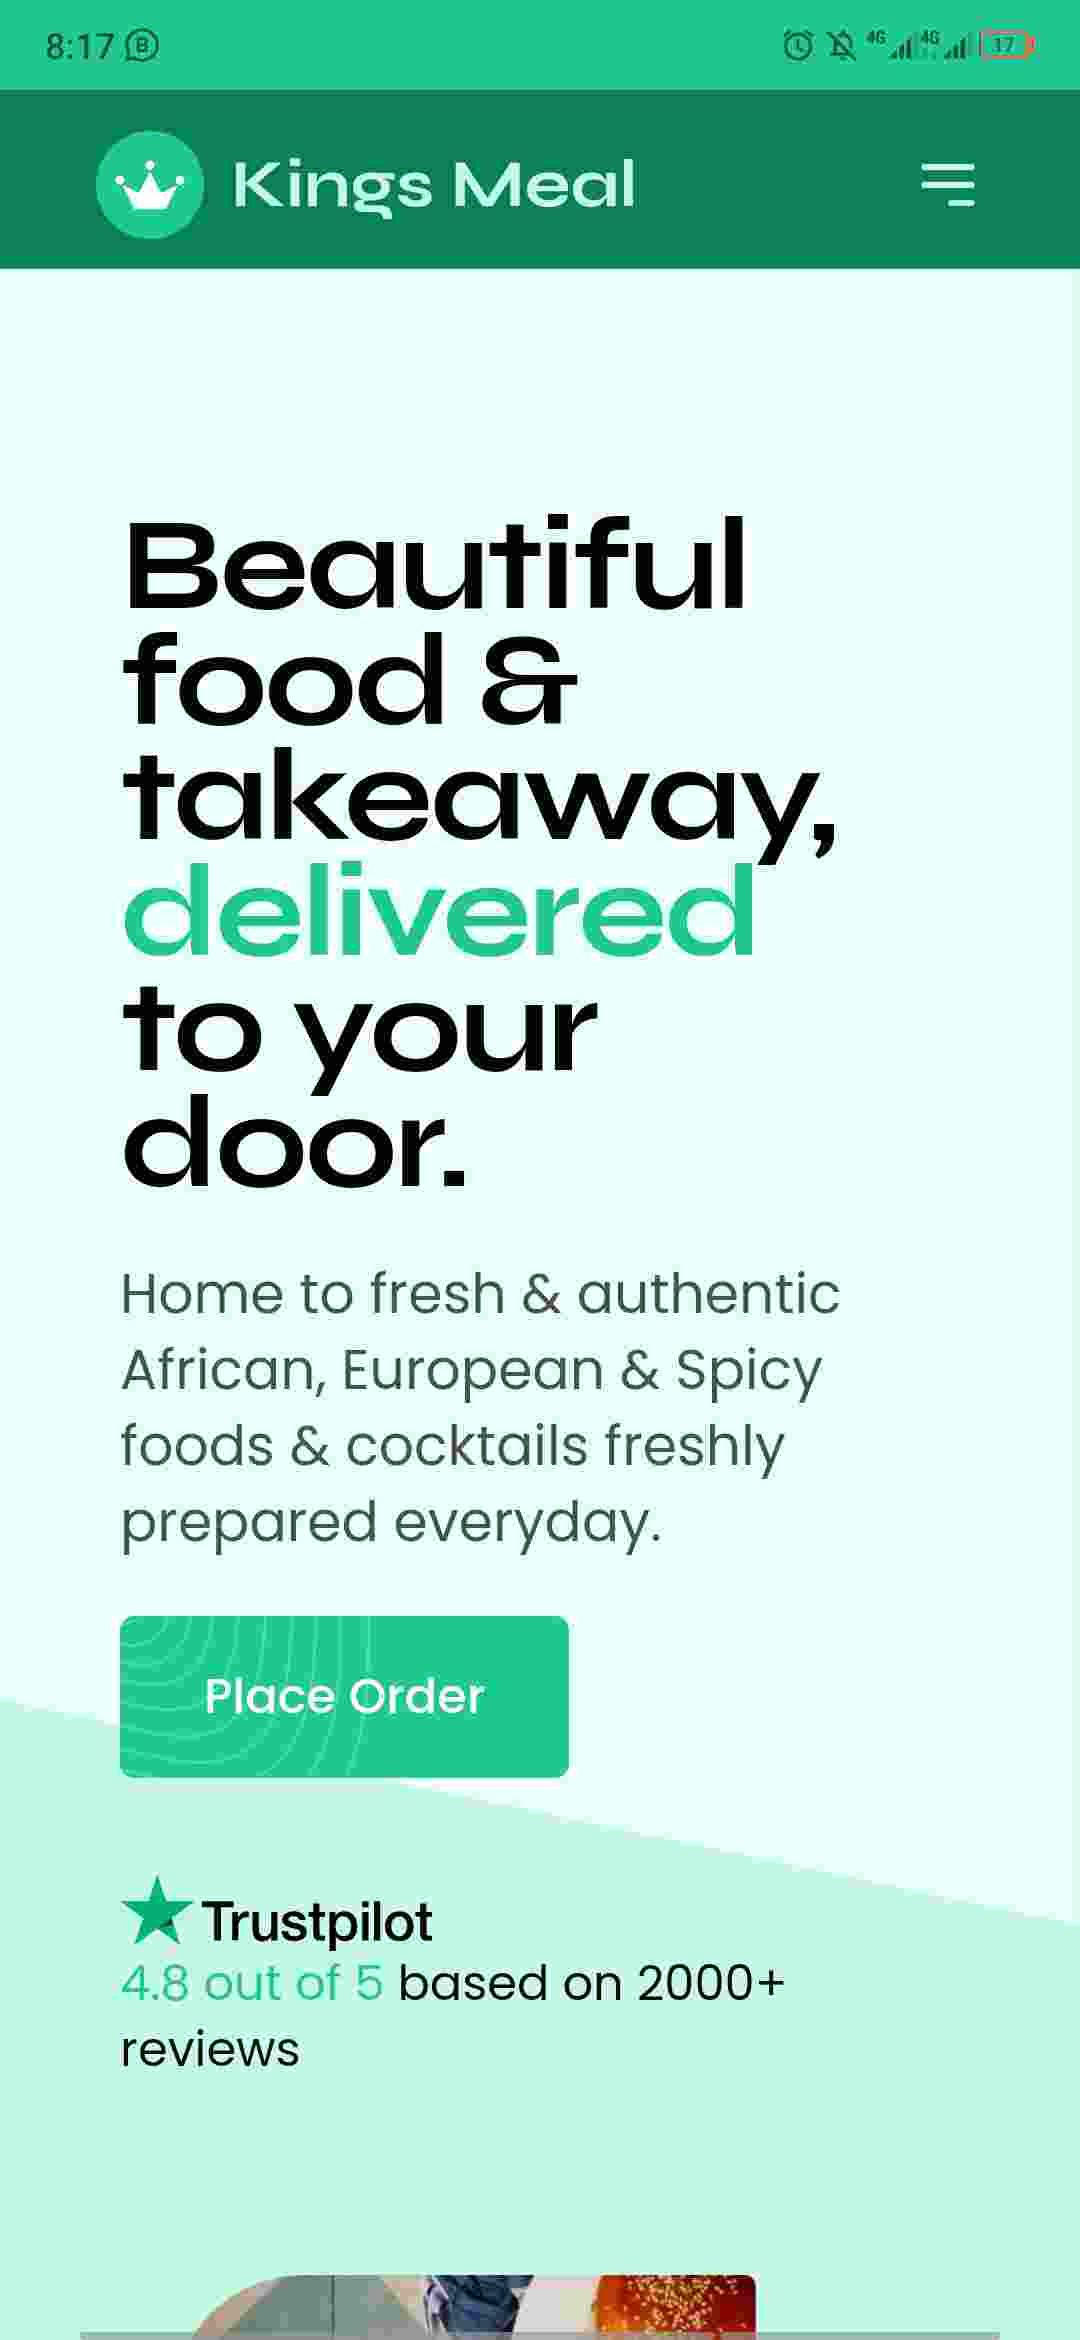 8:17
4G 4G 17
Kings Meal
Beautiful
food &
takeaway,
delivered
to your
door.
Home to fresh & authentic
African, European & Spicy
foods & cocktails freshly
prepared everyday.
Place Order
Trustpilot
4.8 out of 5 based on 2000+
reviews